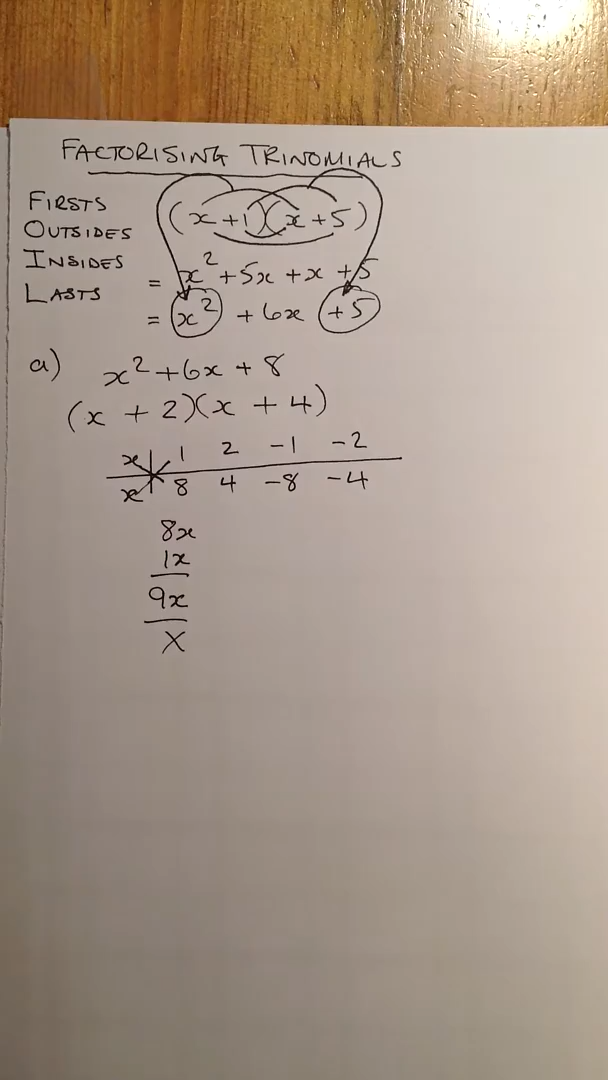 FACTORISING TRINOMIALS
FIRSTS
OUTSIDES
INSIDES
LASTS
(x+1)(x+5)
= x² + 5x + x + 5
= x² + 6x +5
a) x² + 6x + 8
(x + 2)(x + 4)
x 1 2 -1 -2
x 8 4 -8 -4
8x
1x
9x
X